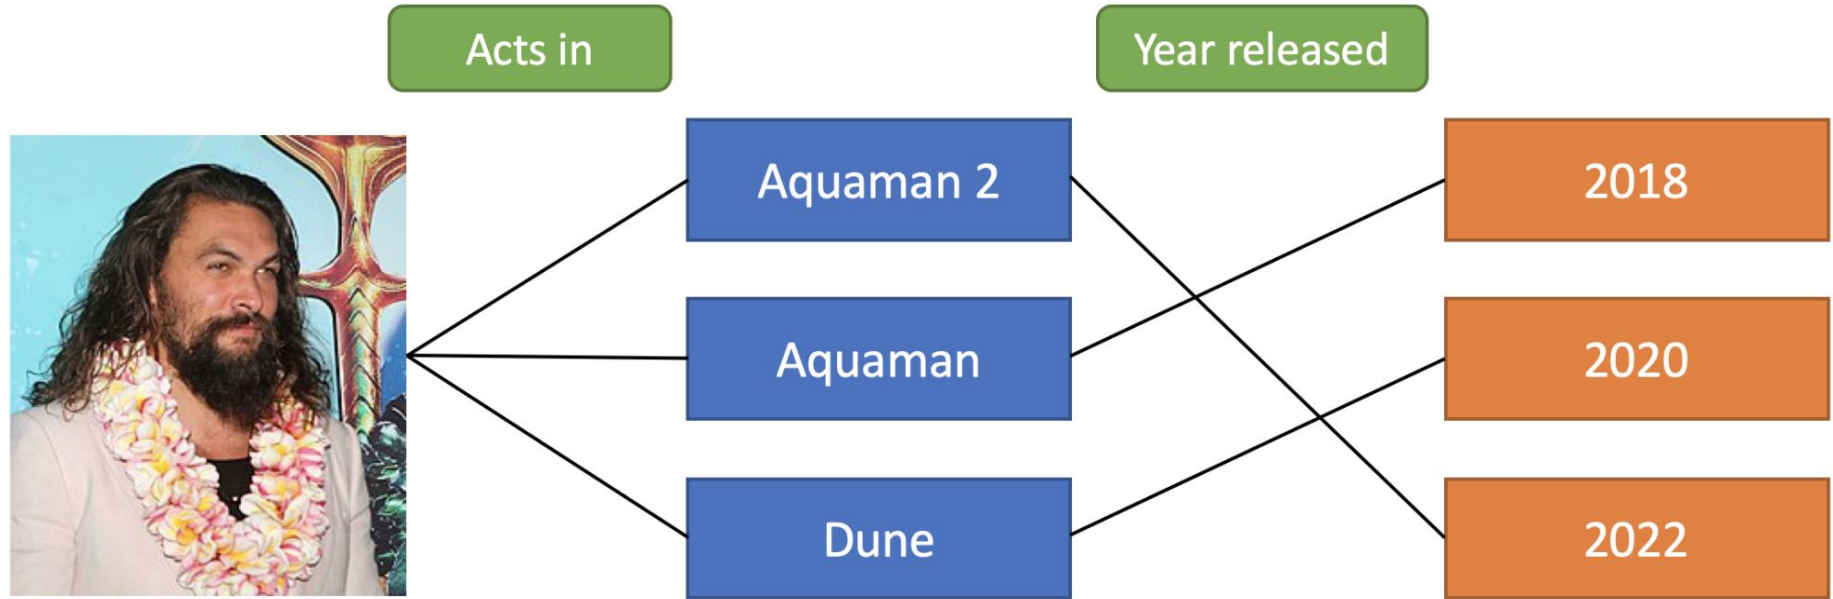 Acts in
Year released
Aquaman 2
2018
Aquaman
2020
Dune
2022